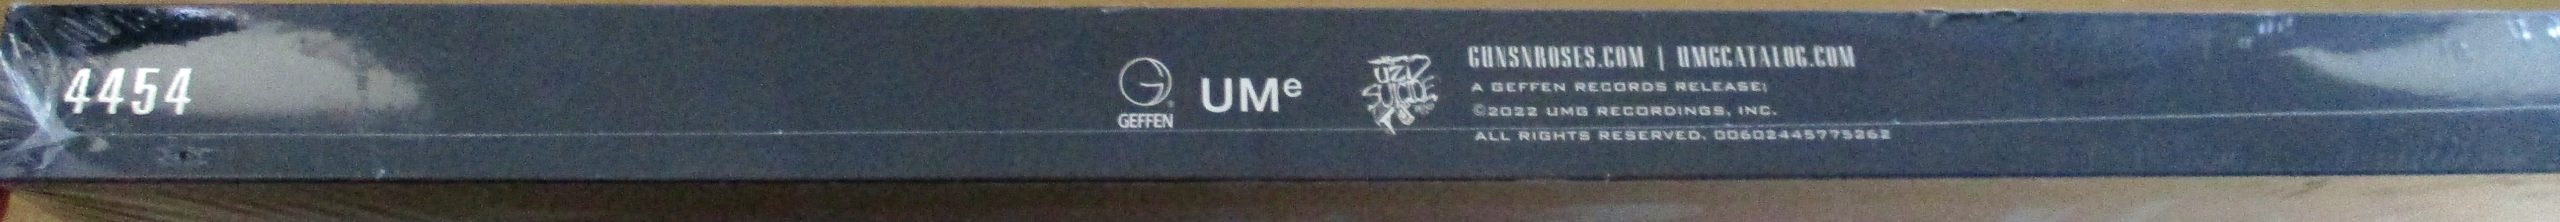 4454
GEFFEN
UMe
UZI
SUICIDE
GUNSNROSES.COM | UMGCATALOG.COM
A GEFFEN RECORDS RELEASE;
©2022 UMG RECORDINGS, INC.
ALL RIGHTS RESERVED. 00602445775262